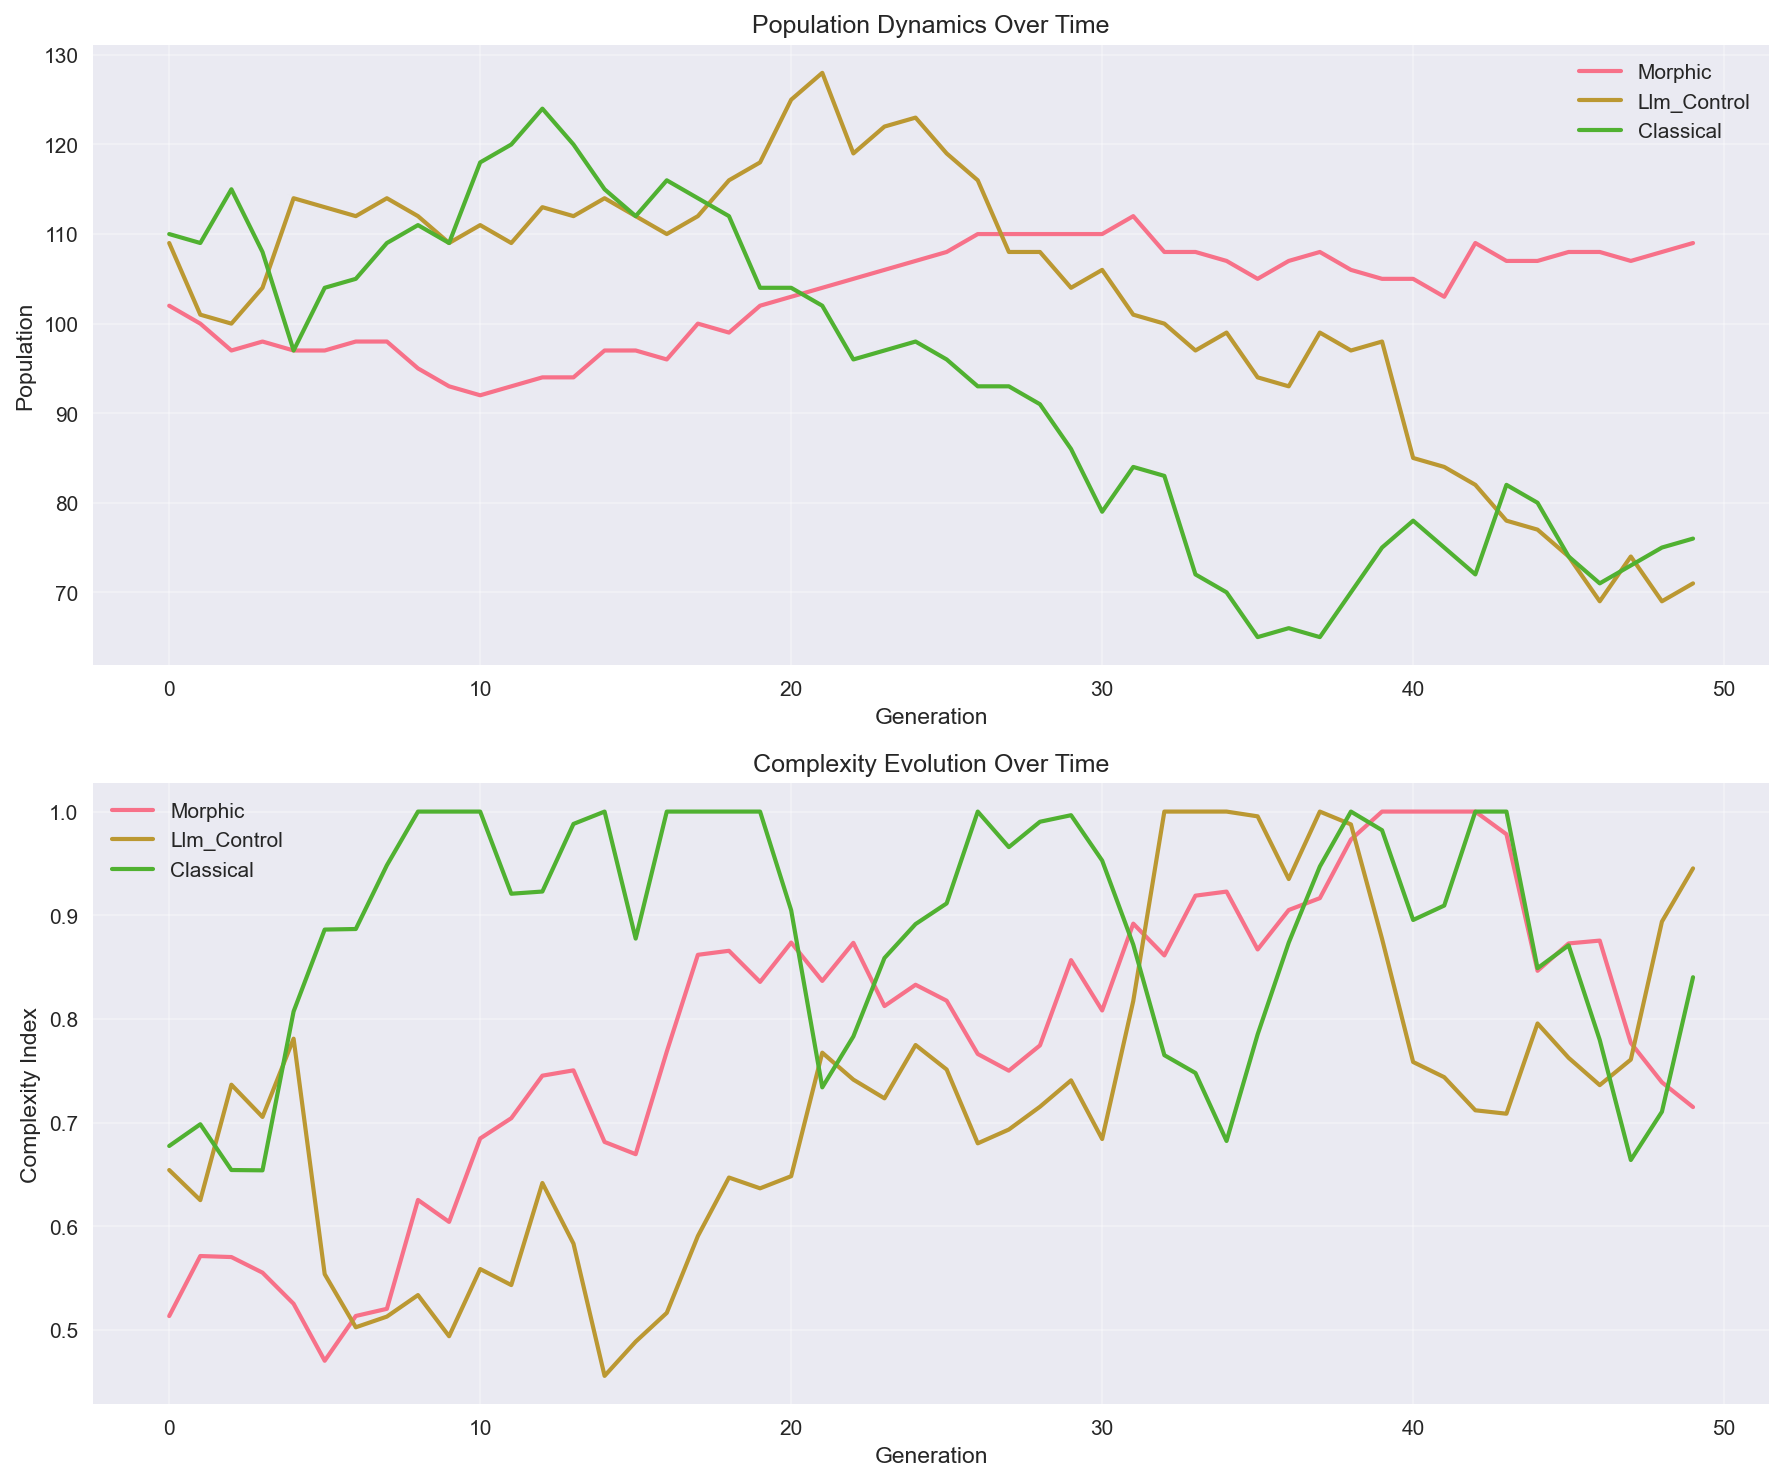 Population Dynamics Over Time
130
120
110
100
90
80
70
Population
Morphic
Llm_Control
Classical
0 10 20 30 40 50
Generation
Complexity Evolution Over Time
1.0
0.9
0.8
0.7
0.6
0.5
Complexity Index
Morphic
Llm_Control
Classical
0 10 20 30 40 50
Generation